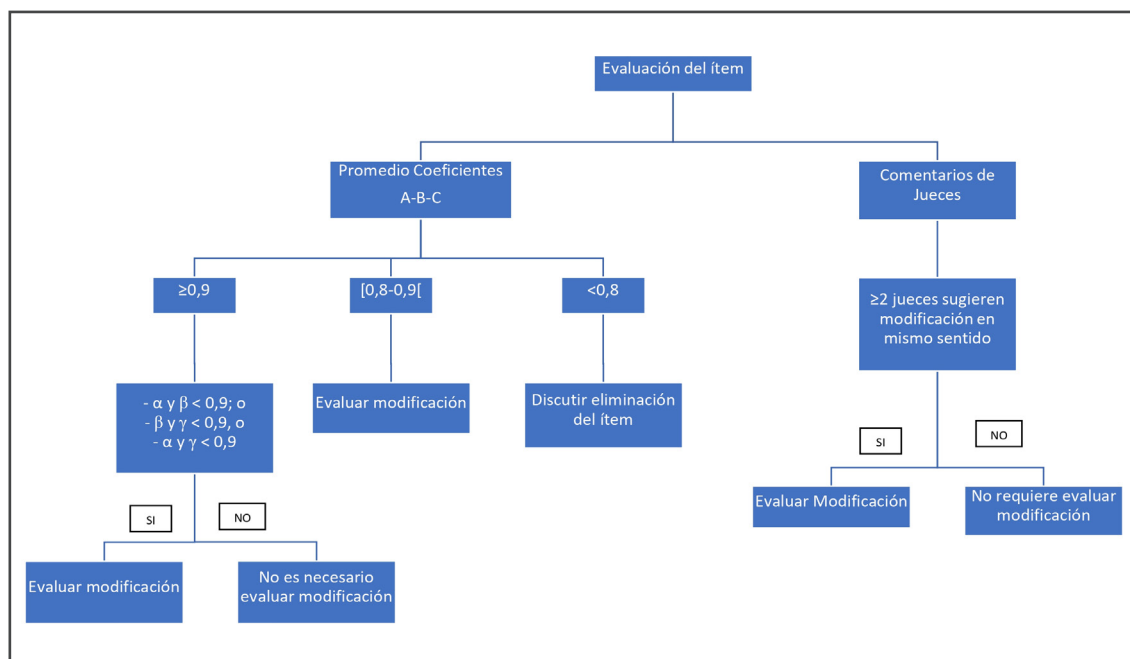 Evaluación del ítem
Promedio Coeficientes
A-B-C
Comentarios de
Jueces
≥0,9
[0,8-0,9[
<0,8
≥2 jueces sugieren
modificación en
mismo sentido
- α y β < 0,9; o
- β y γ < 0,9, o
- α y γ < 0,9
Evaluar modificación
Discutir eliminación
del ítem
SI
NO
Evaluar Modificación
No requiere evaluar
modificación
SI
NO
Evaluar modificación
No es necesario
evaluar modificación